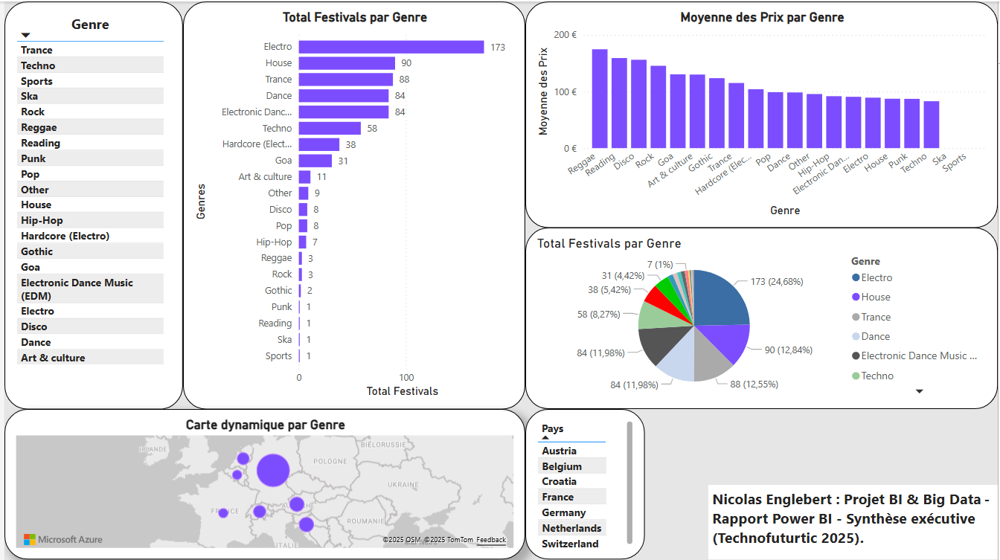 Genre
Trance
Techno
Sports
Ska
Rock
Reggae
Reading
Punk
Pop
Other
House
Hip-Hop
Hardcore (Electro)
Gothic
Goa
Electronic Dance Music
(EDM)
Electro
Disco
Dance
Art & culture
Total Festivals par Genre
Genres
Electro 173
House 90
Trance 88
Dance 84
Electronic Danc... 84
Techno 58
Hardcore (Elect... 38
Goa 31
Art & culture 11
Other 9
Disco 8
Pop 8
Hip-Hop 7
Reggae 3
Rock 3
Gothic 2
Punk 1
Reading 1
Ska 1
Sports 1
0 100
Total Festivals
Moyenne des Prix par Genre
Moyenne des Prix
200 €
100 €
0 €
Reggae
Reading
Disco
Rock
Goa
Art & culture
Gothic
Trance
Hardcore (Elec...
Pop
Dance
Other
Hip-Hop
Electronic Dan...
Electro
House
Punk
Techno
Ska
Sports
Genre
Total Festivals par Genre
7 (1%)
31 (4,42%)
38 (5,42%)
58 (8,27%)
84 (11,98%)
84 (11,98%)
88 (12,55%)
90 (12,84%)
173 (24,68%)
Genre
Electro
House
Trance
Dance
Electronic Dance Music ...
Techno
Carte dynamique par Genre
IRLANDE
BIÉLORUSSIE
POLOGNE
UKRAINE
FRANCE
ROUMANIE
ITALIE
Microsoft Azure
©2025 OSM, ©2025 TomTom Feedback
Pays
Austria
Belgium
Croatia
France
Germany
Netherlands
Switzerland
Nicolas Englebert : Projet BI & Big Data -
Rapport Power BI - Synthèse exécutive
(Technofuturtic 2025).